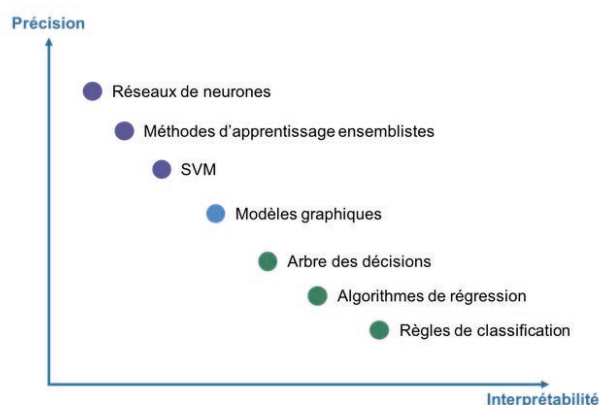 Précision
Réseaux de neurones
Méthodes d'apprentissage ensemblistes
SVM
Modèles graphiques
Arbre des décisions
Algorithmes de régression
Règles de classification
Interprétabilité